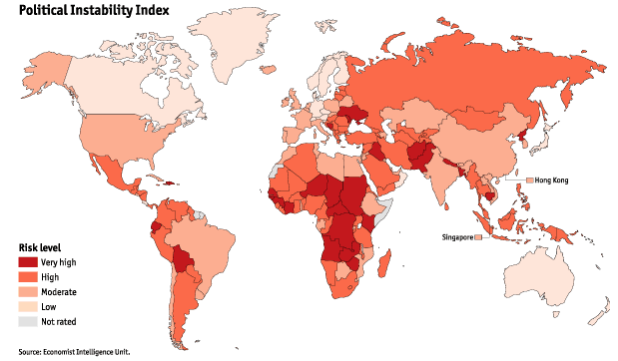 Political Instability Index
Hong Kong
Singapore
Risk level
Very high
High
Moderate
Low
Not rated
Source: Economist Intelligence Unit.